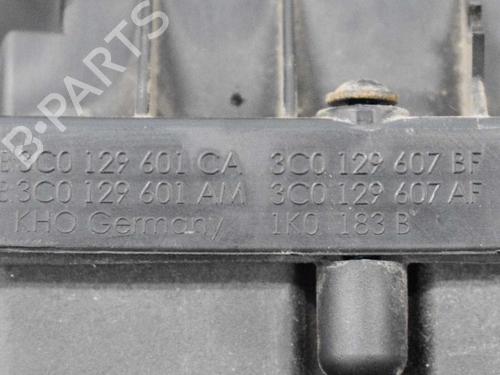 B 3C0 129 601 CA 3C0 129 607 BF
B 3C0 129 601 AM 3C0 129 607 AF
KHO Germany 1K0 183 B
B-PARTS